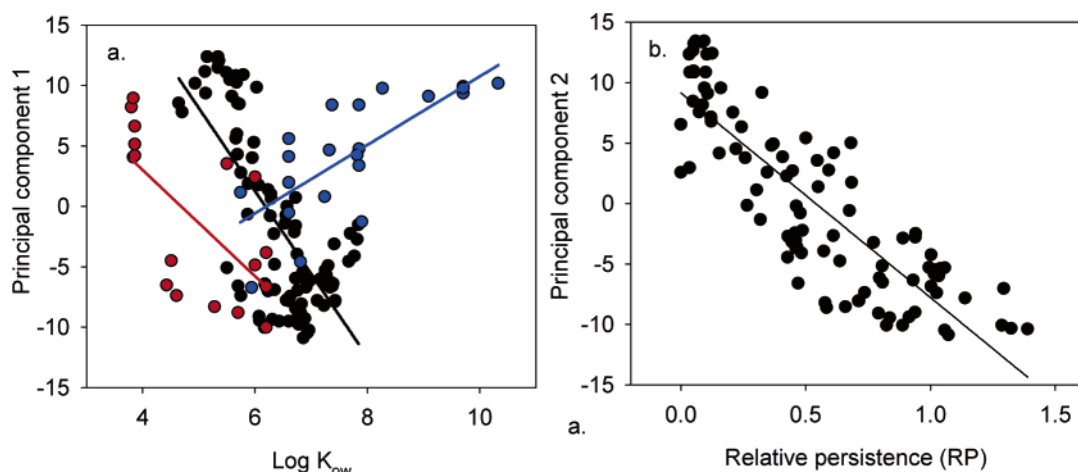 a.
15
10
5
0
-5
-10
-15
Principal component 1
4 6 8 10
Log Kow
b.
15
10
5
0
-5
-10
-15
Principal component 2
0.0 0.5 1.0 1.5
a.
Relative persistence (RP)